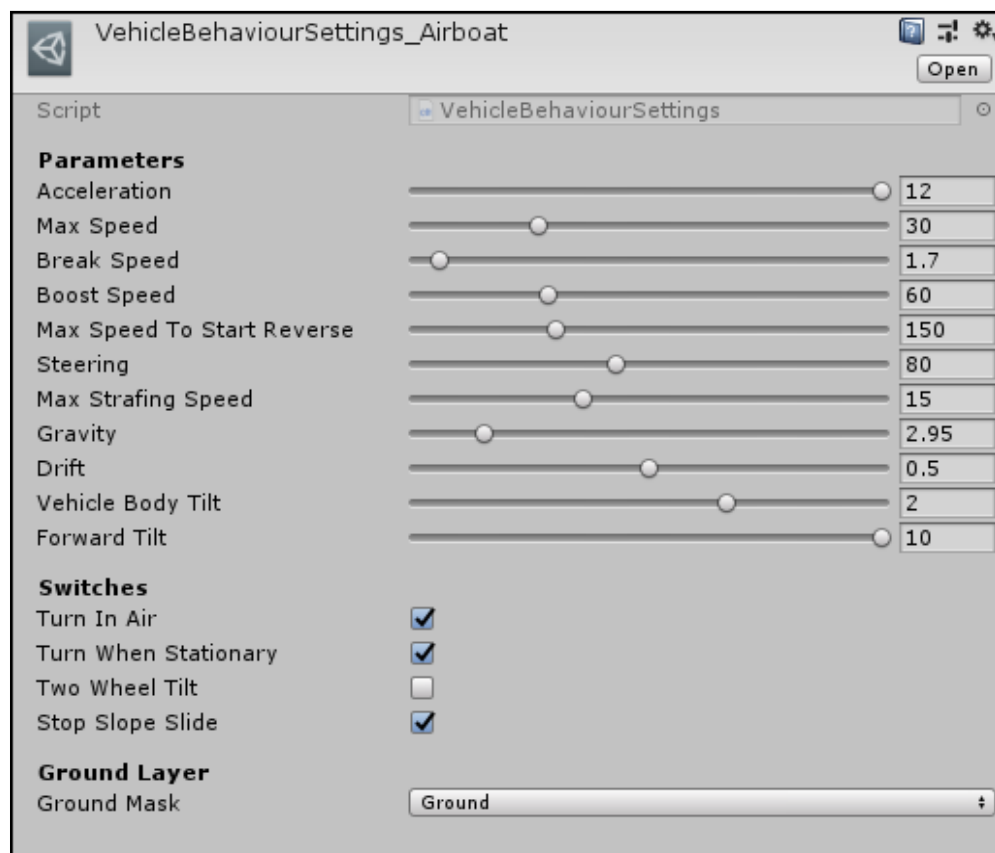 VehicleBehaviourSettings_Airboat
Open
Script VehicleBehaviourSettings
Parameters
Acceleration 12
Max Speed 30
Break Speed 1.7
Boost Speed 60
Max Speed To Start Reverse 150
Steering 80
Max Strafing Speed 15
Gravity 2.95
Drift 0.5
Vehicle Body Tilt 2
Forward Tilt 10
Switches
Turn In Air
Turn When Stationary
Two Wheel Tilt
Stop Slope Slide
Ground Layer
Ground Mask Ground